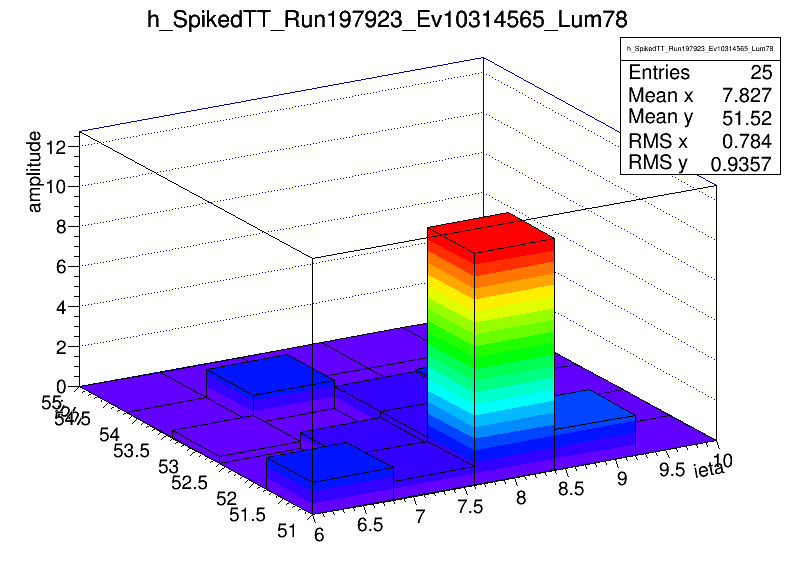 h_SpikedTT_Run197923_Ev10314565_Lum78
h_SpikedTT_Run197923_Ev10314565_Lum78
Entries 25
Mean x 7.827
Mean y 51.52
RMS x 0.784
RMS y 0.9357
amplitude
12
10
8
6
4
2
0
55
54.5
54
53.5
53
52.5
52
51.5
51
6
6.5
7
7.5
8
8.5
9
9.5
10
ieta